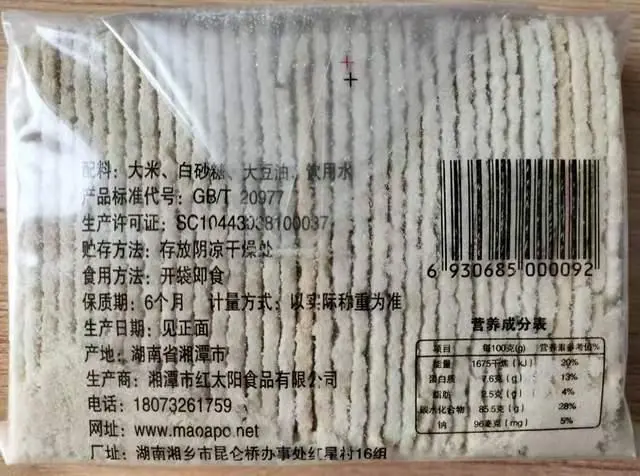 配料：大米、白砂糖、大豆油、饮用水
产品标准代号：GB/T 20977
生产许可证：SC10443038100037
贮存方法：存放阴凉干燥处
食用方法：开袋即食
保质期：6个月 计量方式：以实际称重为准
生产日期：见正面
产地：湖南省湘潭市
生产商：湘潭市红太阳食品有限公司
电话：18073261759
网址：www.maoapo.net
厂址：湖南湘乡市昆仑桥办事处红星村16组
6 930685 000092
营养成分表
项目 每100克(g) 营养素参考值%
能量 1675千焦(kJ) 20%
蛋白质 7.6克(g) 13%
脂肪 2.5克(g) 4%
碳水化合物 85.5克(g) 28%
钠 96毫克(mg) 5%